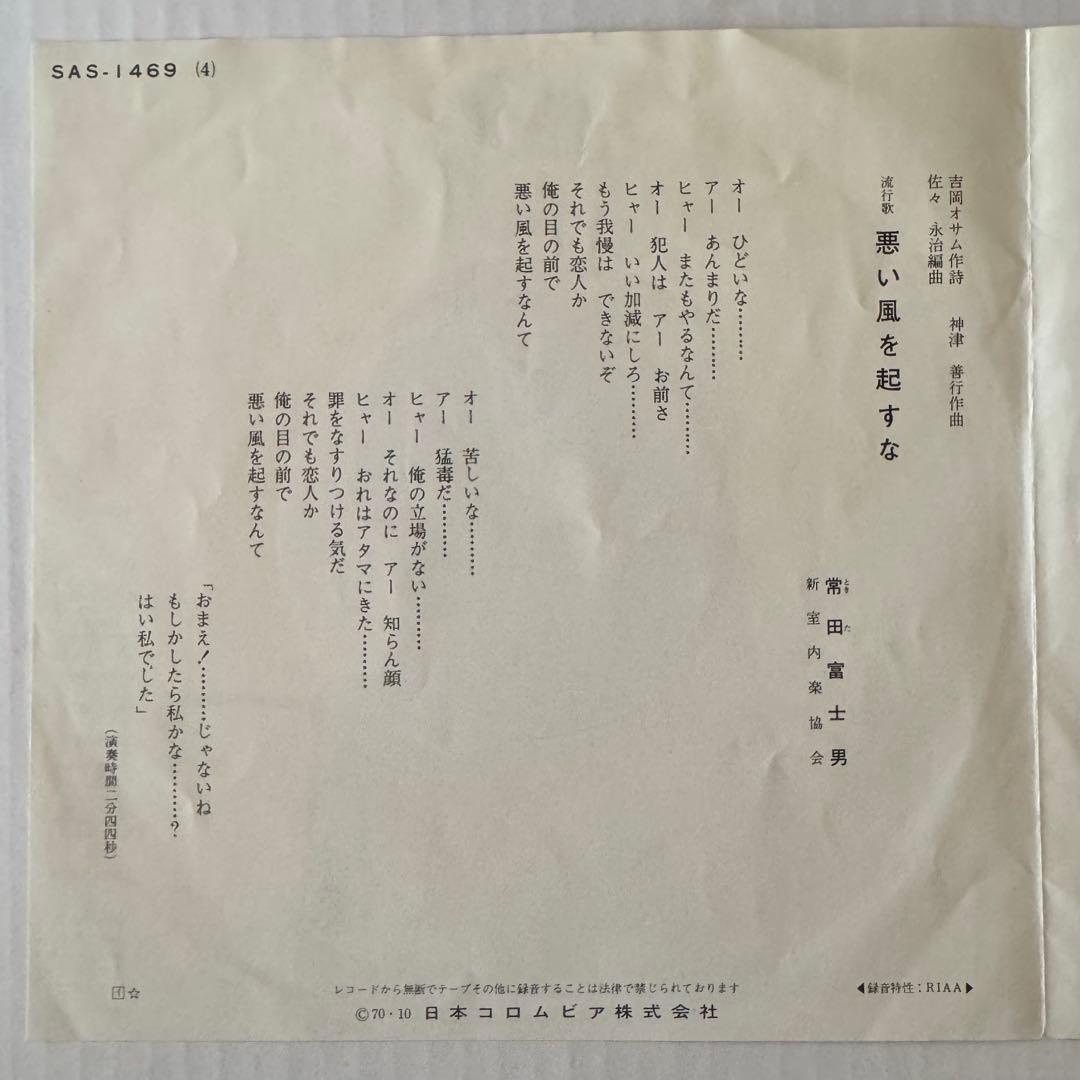 SAS-1469 (4)
吉岡オサム作詩 神津 善行作曲
佐々 永治編曲
流行歌 悪い風を起すな
常田富士男
とき た
新室内楽協会
オー ひどいな…………
アー あんまりだ…………
ヒャー またもやるなんて…………
オー 犯人は アー お前さ
ヒャー いい加減にしろ…………
もう我慢は できないぞ
それでも恋人か
俺の目の前で
悪い風を起すなんて
オー 苦しいな…………
アー 猛毒だ…………
ヒャー 俺の立場がない…………
オー それなのに アー 知らん顔
ヒャー おれはアタマにきた…………
罪をなすりつける気だ
それでも恋人か
俺の目の前で
悪い風を起すなんて
「おまえ!…………じゃないね
もしかしたら私かな…………?
はい私でした」
(演奏時間二分四四秒)
イ☆
レコードから無断でテープその他に録音することは法律で禁じられております
◀録音特性:RIAA▶
©70・10 日本コロムビア株式会社